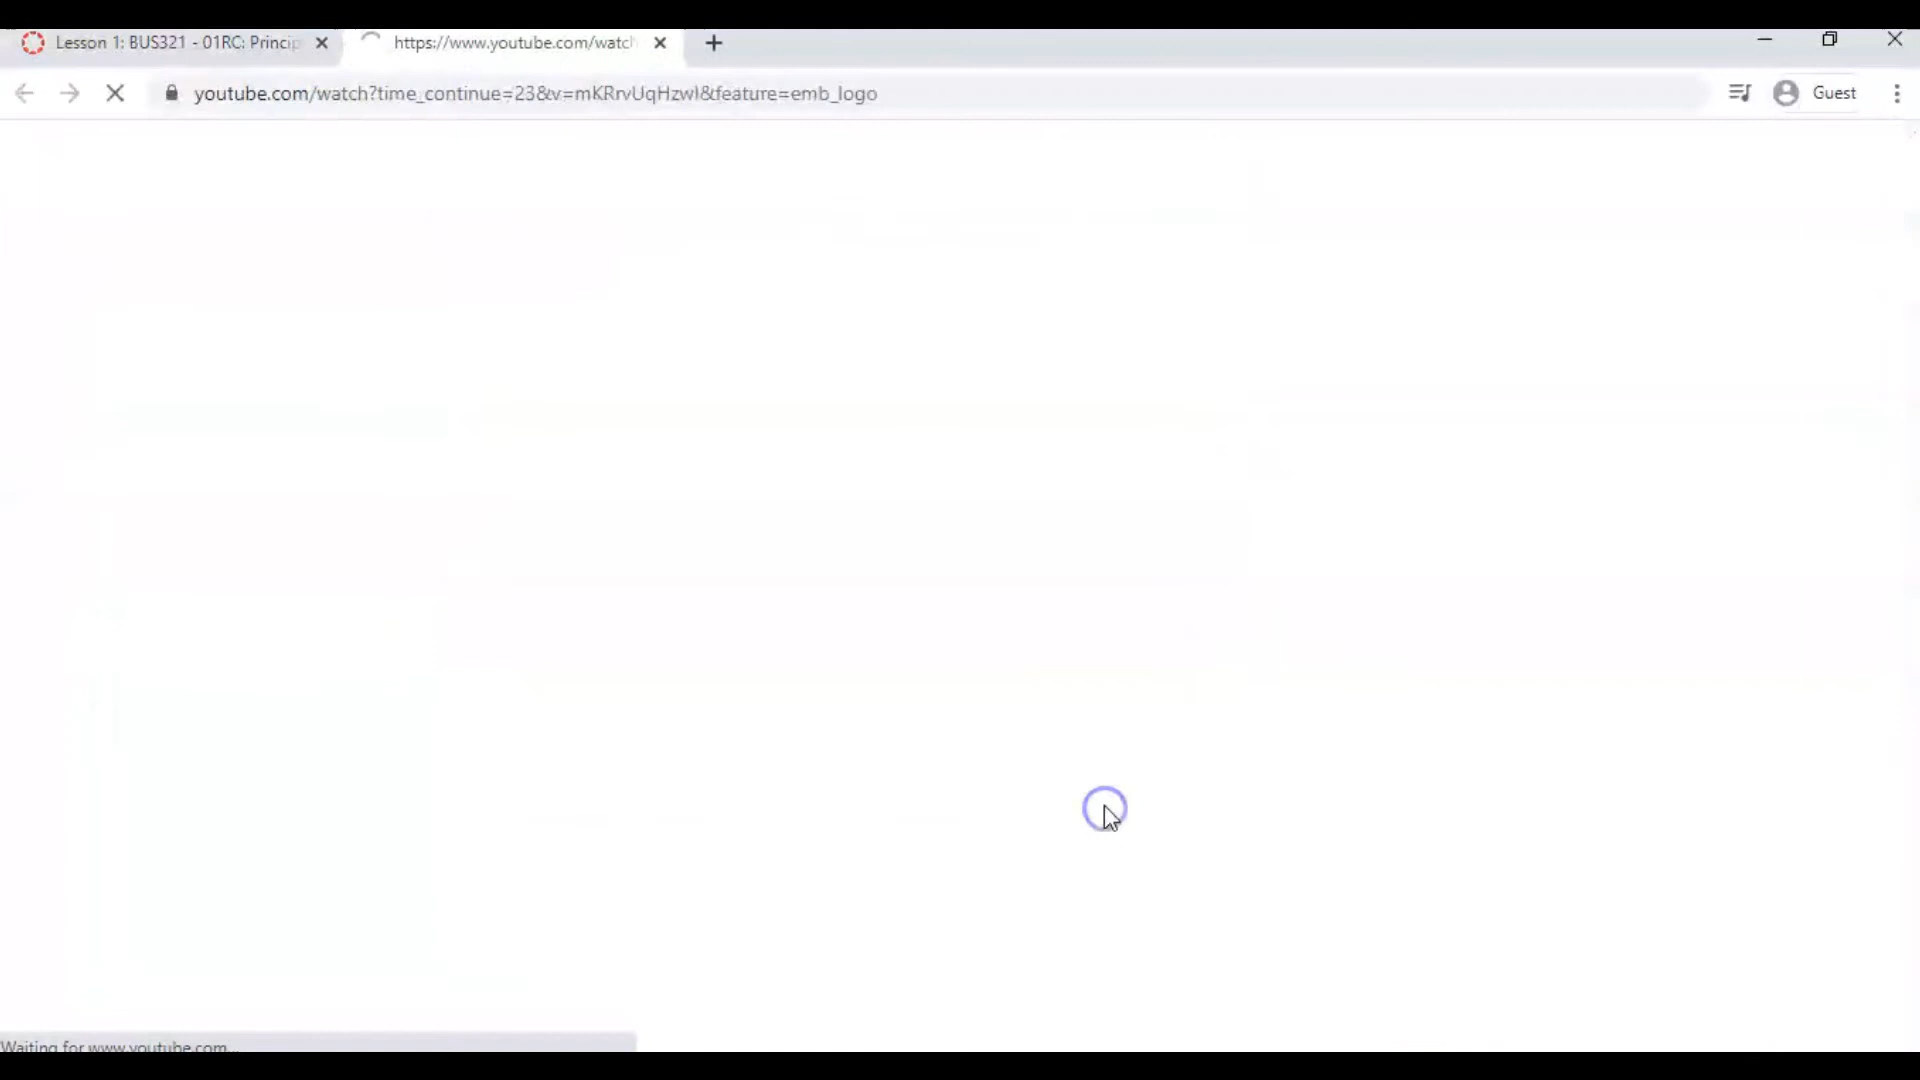 Lesson 1: BUS321 - 01RC: Princip
https://www.youtube.com/watch
youtube.com/watch?time_continue=23&v=mKRrvUqHzwI&feature=emb_logo
Guest
Waiting for www.youtube.com...